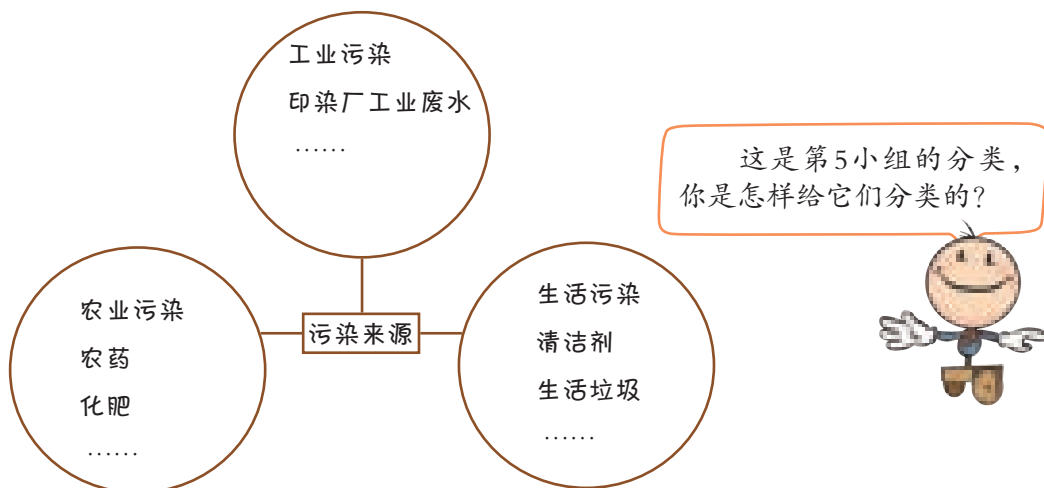 工业污染
印染厂工业废水
……
这是第5小组的分类，
你是怎样给它们分类的？
农业污染
农药
化肥
……
污染来源
生活污染
清洁剂
生活垃圾
……